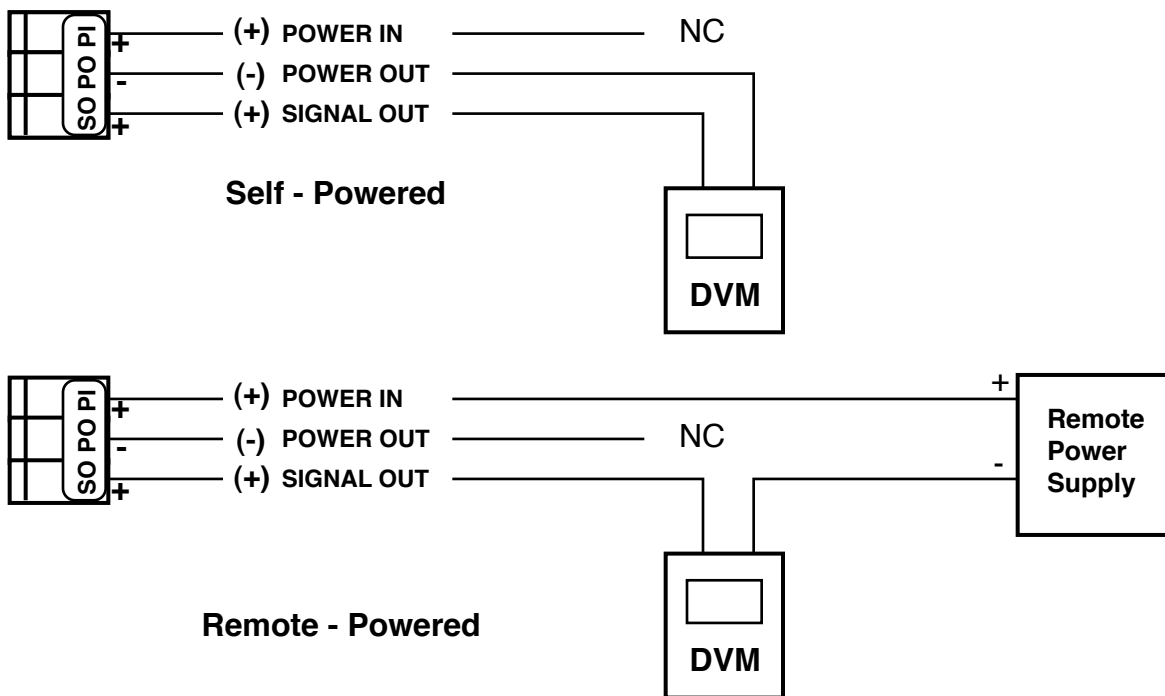 SO PO PI
+ (+) POWER IN NC
- (-) POWER OUT
+ (+) SIGNAL OUT
Self - Powered
DVM
SO PO PI
+ (+) POWER IN +
- (-) POWER OUT NC
+ (+) SIGNAL OUT -
Remote
Power
Supply
Remote - Powered
DVM